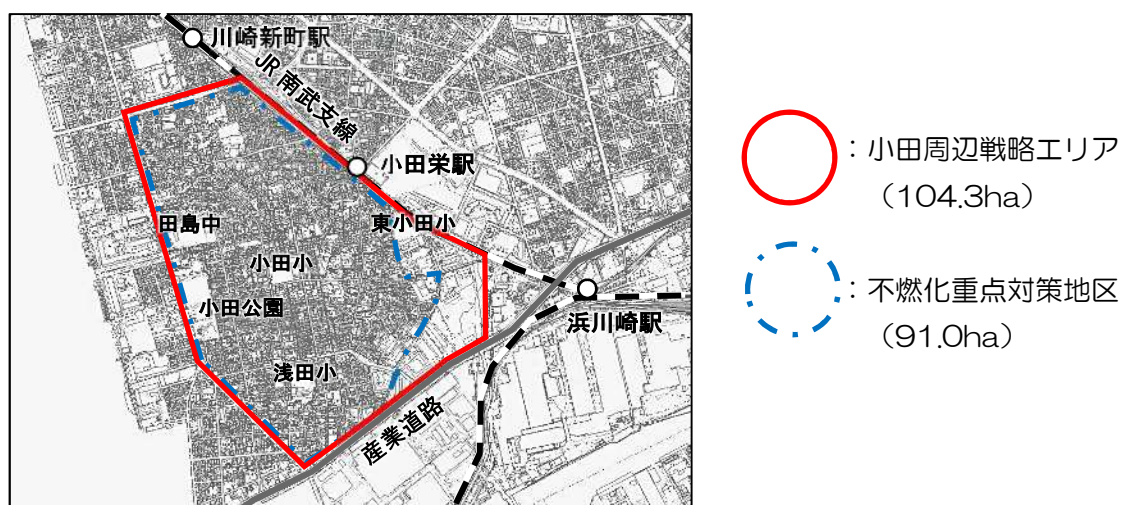 川崎新町駅
JR 南武支線
小田栄駅
東小田小
田島中
小田小
小田公園
浜川崎駅
浅田小
産業道路
：小田周辺戦略エリア
（104.3ha）
：不燃化重点対策地区
（91.0ha）